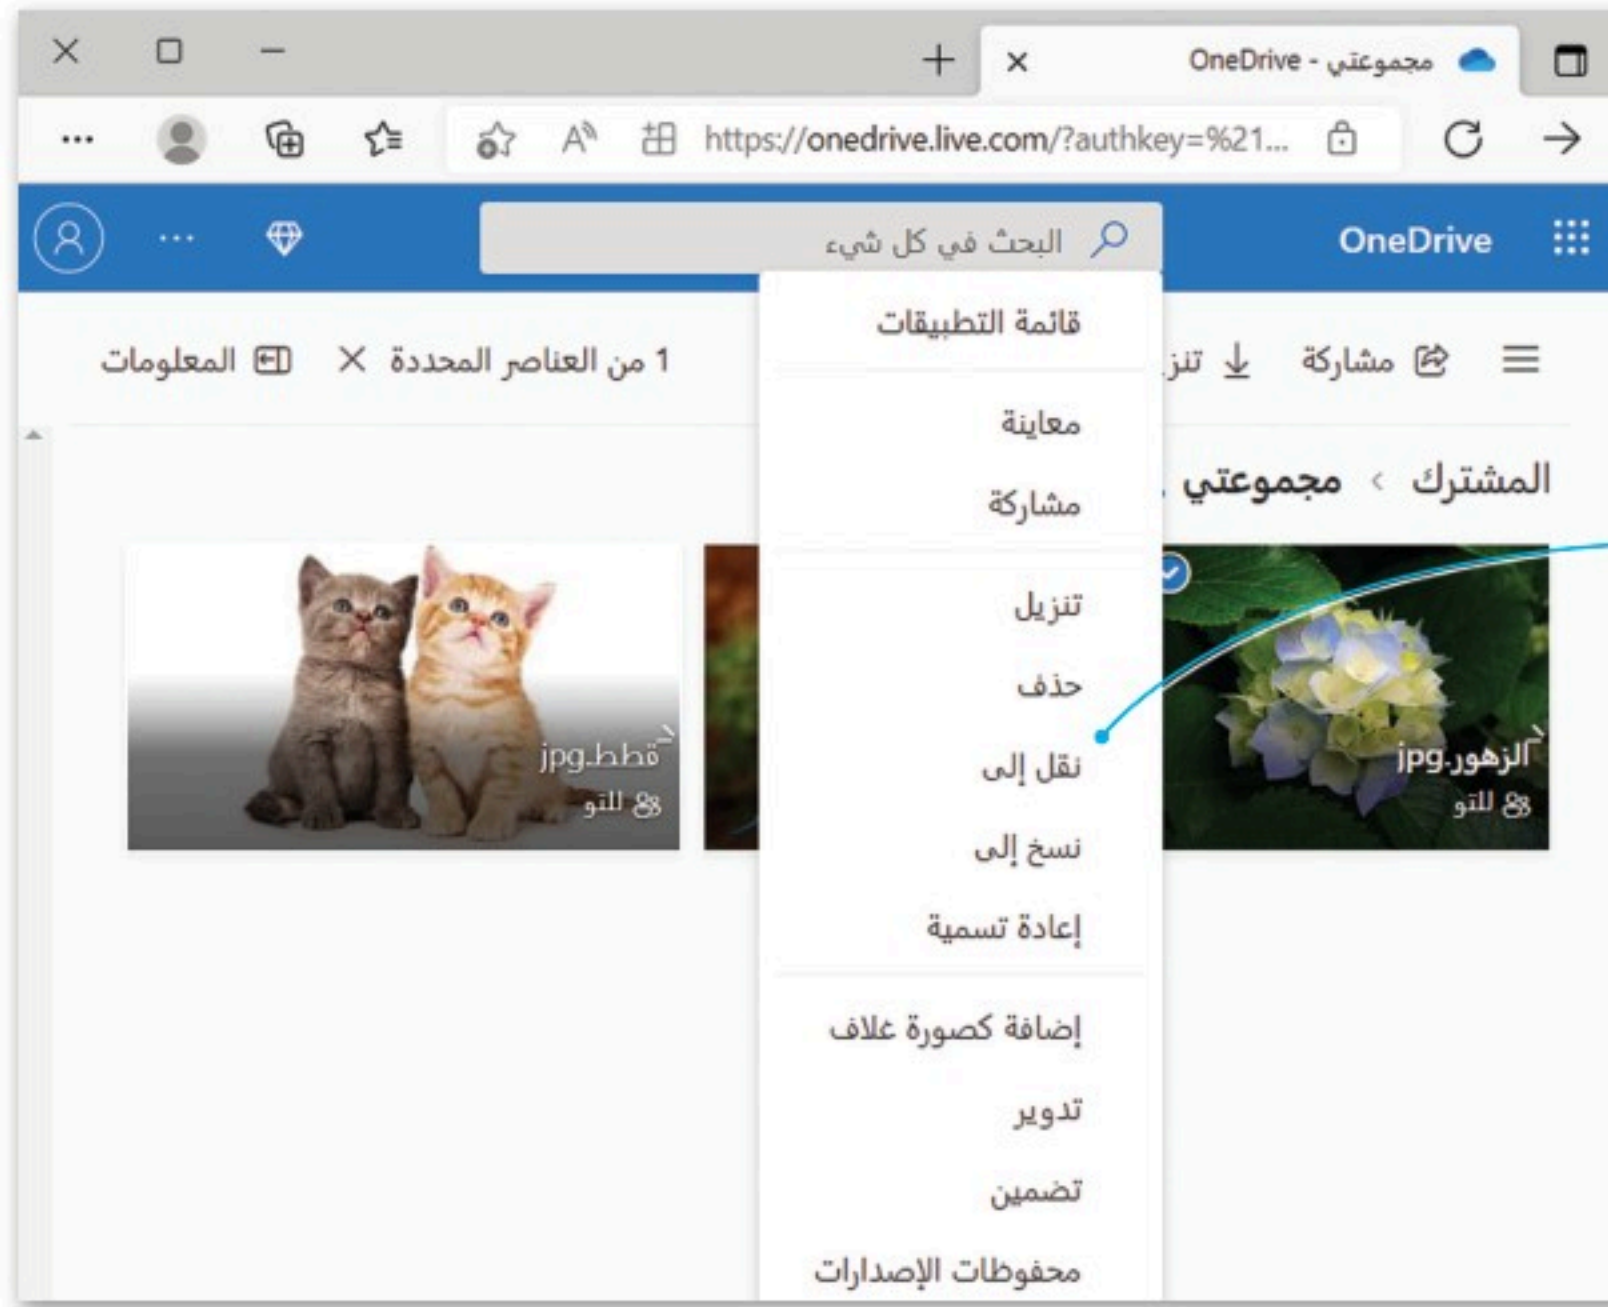 مجموعتي - OneDrive
https://onedrive.live.com/?authkey=%21...
OneDrive
البحث في كل شيء
مشاركة
1 من العناصر المحددة
المعلومات
المشترك › مجموعتي
قائمة التطبيقات
معاينة
مشاركة
تنزيل
حذف
نقل إلى
نسخ إلى
إعادة تسمية
إضافة كصورة غلاف
تدوير
تضمين
محفوظات الإصدارات
الزهور.jpg
للتو
قطط.jpg
للتو